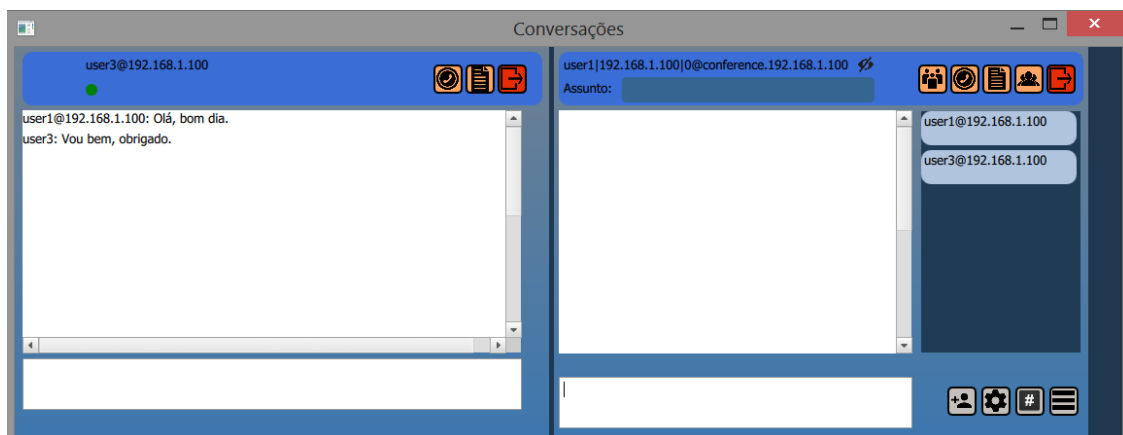 Conversações
user3@192.168.1.100
user1@192.168.1.100: Olá, bom dia.
user3: Vou bem, obrigado.
user1|192.168.1.100|0@conference.192.168.1.100
Assunto:
user1@192.168.1.100
user3@192.168.1.100
#